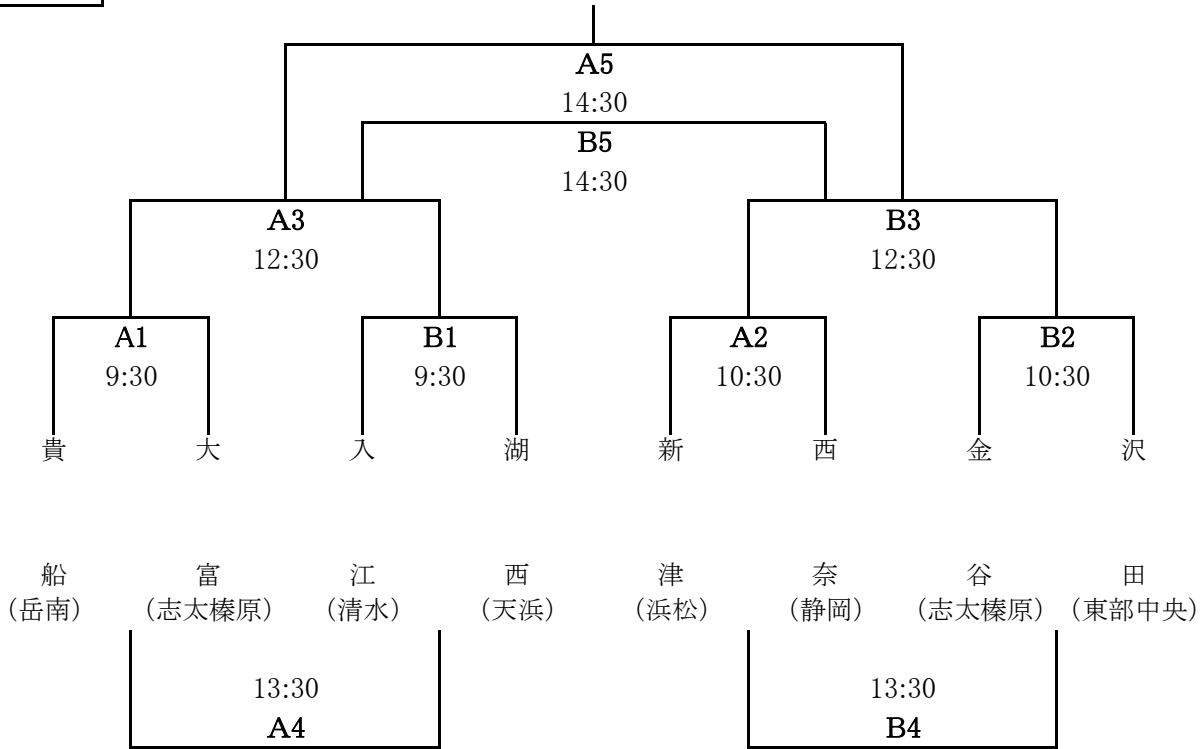 A5
14:30
B5
14:30
A3
B3
12:30
12:30
A1
B1
A2
B2
9:30
9:30
10:30
10:30
貴 大 入 湖 新 西 金 沢
船 富 江 西 津 奈 谷 田
(岳南) (志太榛原) (清水) (天浜) (浜松) (静岡) (志太榛原) (東部中央)
13:30
13:30
A4
B4